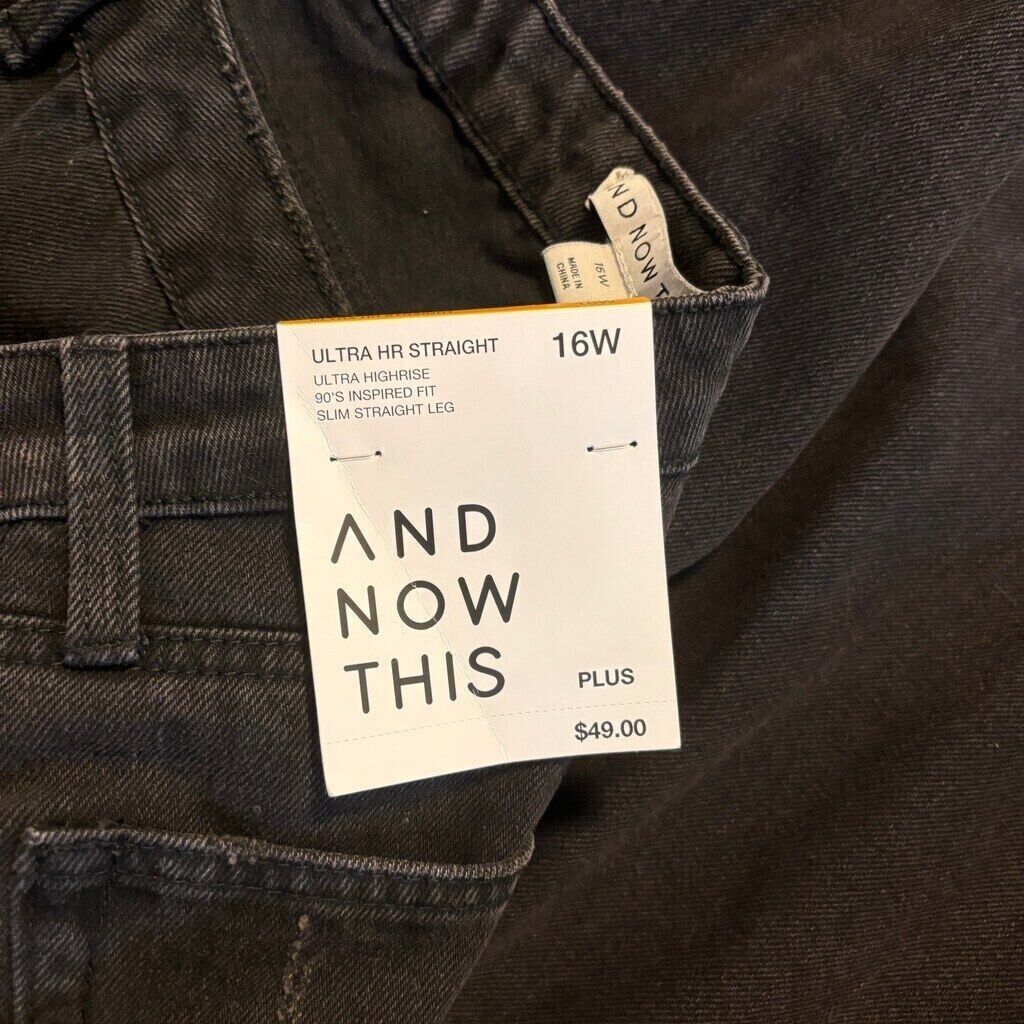 ND NOW T
16W
MADE IN
CHINA
ULTRA HR STRAIGHT 16W
ULTRA HIGHRISE
90'S INSPIRED FIT
SLIM STRAIGHT LEG
AND
NOW
THIS
PLUS
$49.00